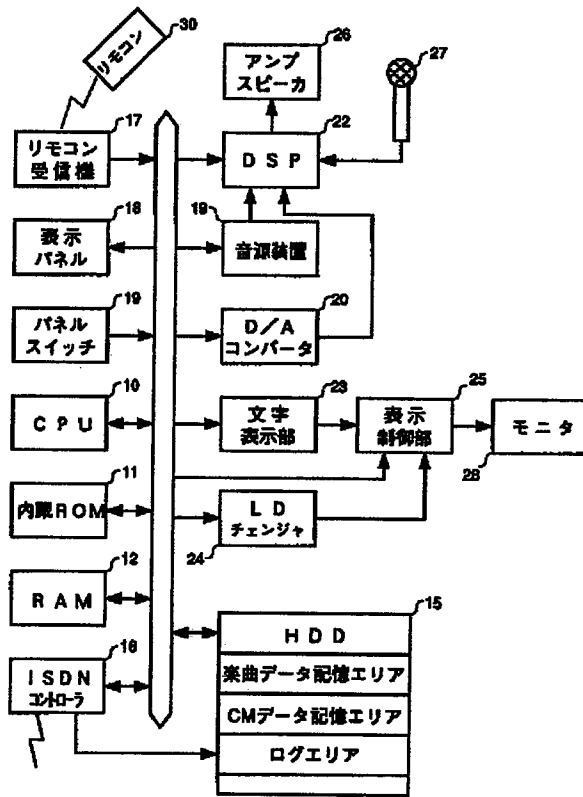 30
リモコン
26
アンプ
スピーカ
27
17
リモコン
受信機
22
DSP
18
表示
パネル
19
音源装置
19
パネル
スイッチ
20
D/A
コンバータ
10
CPU
23
文字
表示部
25
表示
制御部
モニタ
28
11
内蔵ROM
LD
チェンジャ
24
12
RAM
15
HDD
楽曲データ記憶エリア
CMデータ記憶エリア
ログエリア
16
ISDN
コントローラ